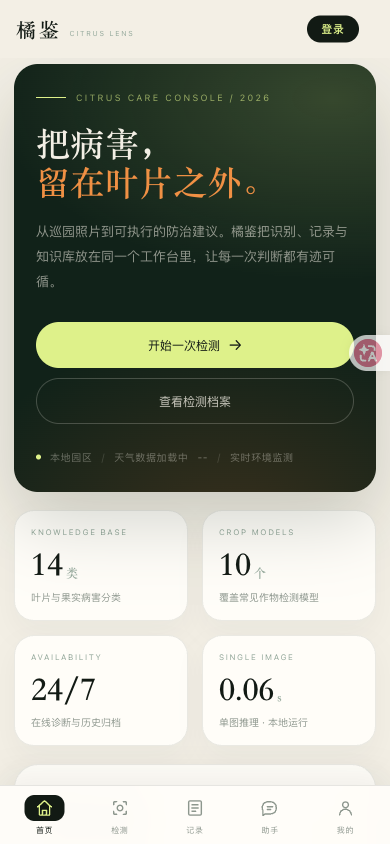 橘鉴 CITRUS LENS
登录
CITRUS CARE CONSOLE / 2026
把病害，
留在叶片之外。
从巡园照片到可执行的防治建议。橘鉴把识别、记录与
知识库放在同一个工作台里，让每一次判断都有迹可
循。
开始一次检测 →
查看检测档案
本地园区 / 天气数据加载中 -- / 实时环境监测
KNOWLEDGE BASE
14 类
叶片与果实病害分类
CROP MODELS
10 个
覆盖常见作物检测模型
AVAILABILITY
24/7
在线诊断与历史归档
SINGLE IMAGE
0.06 s
单图推理 · 本地运行
首页
检测
记录
助手
我的